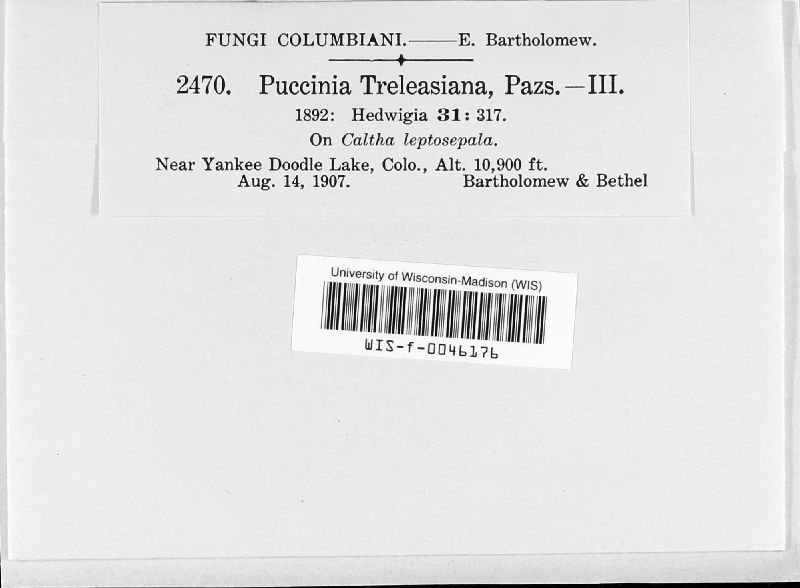 FUNGI COLUMBIANI.——E. Bartholomew.
2470. Puccinia Treleasiana, Pazs.—III.
1892: Hedwigia 31: 317.
On Caltha leptosepala.
Near Yankee Doodle Lake, Colo., Alt. 10,900 ft.
Aug. 14, 1907. Bartholomew & Bethel
University of Wisconsin-Madison (WIS)
WIS-f-0046176